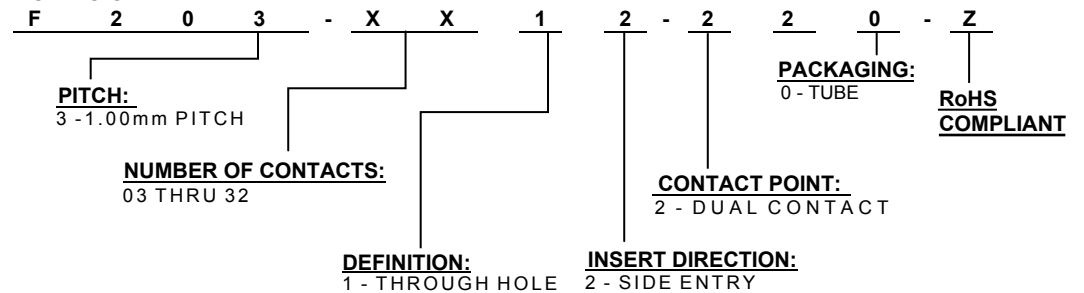 F 2 0 3 - X X 1 2 - 2 2 0 - Z
PITCH:
3 -1.00mm PITCH
NUMBER OF CONTACTS:
03 THRU 32
DEFINITION:
1 - THROUGH HOLE
INSERT DIRECTION:
2 - SIDE ENTRY
CONTACT POINT:
2 - DUAL CONTACT
PACKAGING:
0 - TUBE
RoHS
COMPLIANT